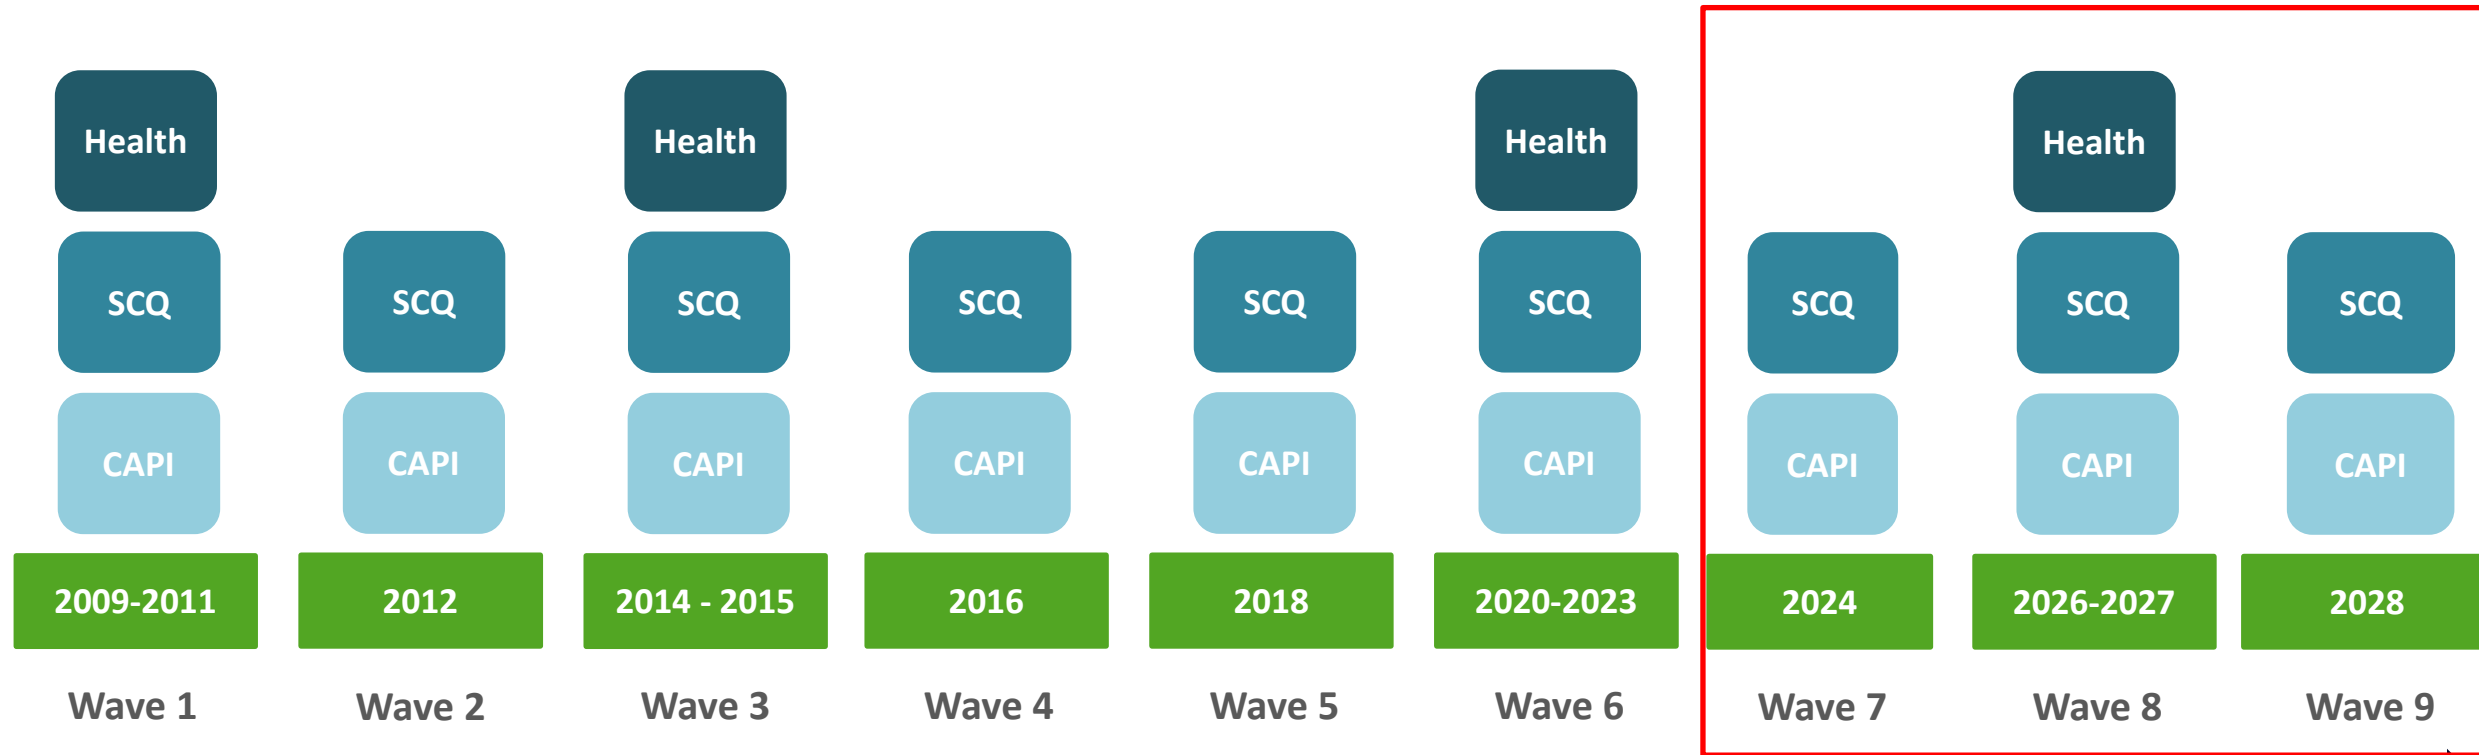 Health Health Health Health
SCQ SCQ SCQ SCQ SCQ SCQ SCQ SCQ SCQ
CAPI CAPI CAPI CAPI CAPI CAPI CAPI CAPI CAPI
2009-2011 2012 2014 - 2015 2016 2018 2020-2023 2024 2026-2027 2028
Wave 1 Wave 2 Wave 3 Wave 4 Wave 5 Wave 6 Wave 7 Wave 8 Wave 9